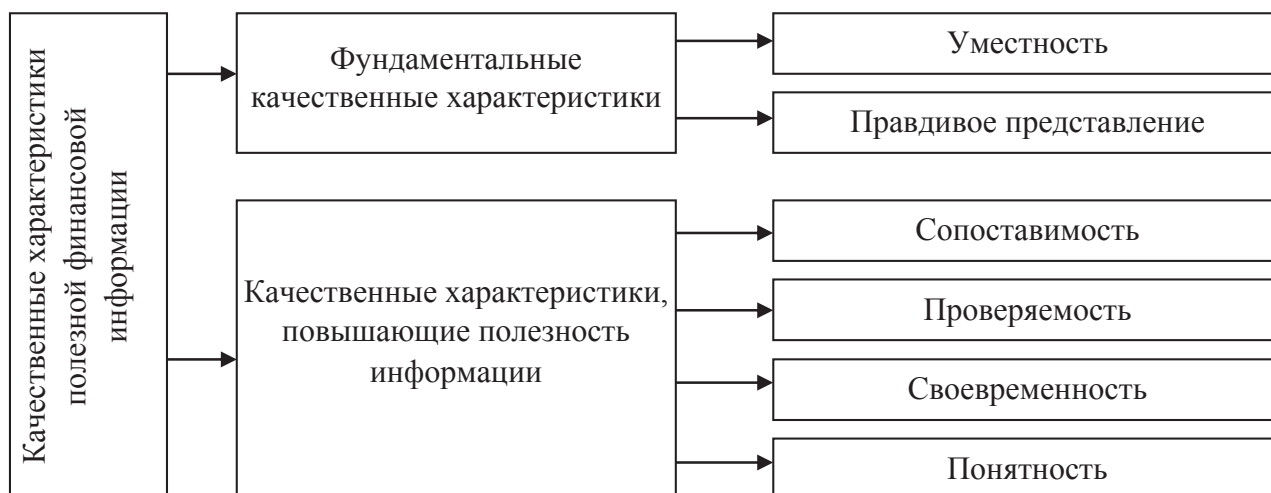 Качественные характеристики
полезной финансовой
информации
Фундаментальные
качественные характеристики
Уместность
Правдивое представление
Качественные характеристики,
повышающие полезность
информации
Сопоставимость
Проверяемость
Своевременность
Понятность